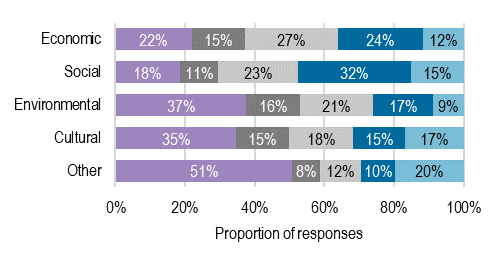 Economic 22% 15% 27% 24% 12%
Social 18% 11% 23% 32% 15%
Environmental 37% 16% 21% 17% 9%
Cultural 35% 15% 18% 15% 17%
Other 51% 8% 12% 10% 20%
0% 20% 40% 60% 80% 100%
Proportion of responses